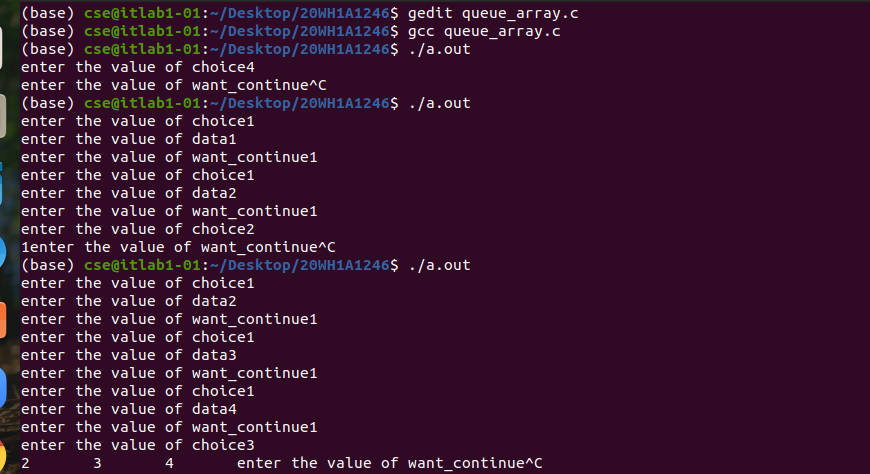 (base) cse@itlab1-01:~/Desktop/20WH1A1246$ gedit queue_array.c
(base) cse@itlab1-01:~/Desktop/20WH1A1246$ gcc queue_array.c
(base) cse@itlab1-01:~/Desktop/20WH1A1246$ ./a.out
enter the value of choice4
enter the value of want_continue^C
(base) cse@itlab1-01:~/Desktop/20WH1A1246$ ./a.out
enter the value of choice1
enter the value of data1
enter the value of want_continue1
enter the value of choice1
enter the value of data2
enter the value of want_continue1
enter the value of choice2
1enter the value of want_continue^C
(base) cse@itlab1-01:~/Desktop/20WH1A1246$ ./a.out
enter the value of choice1
enter the value of data2
enter the value of want_continue1
enter the value of choice1
enter the value of data3
enter the value of want_continue1
enter the value of choice1
enter the value of data4
enter the value of want_continue1
enter the value of choice3
2       3       4       enter the value of want_continue^C